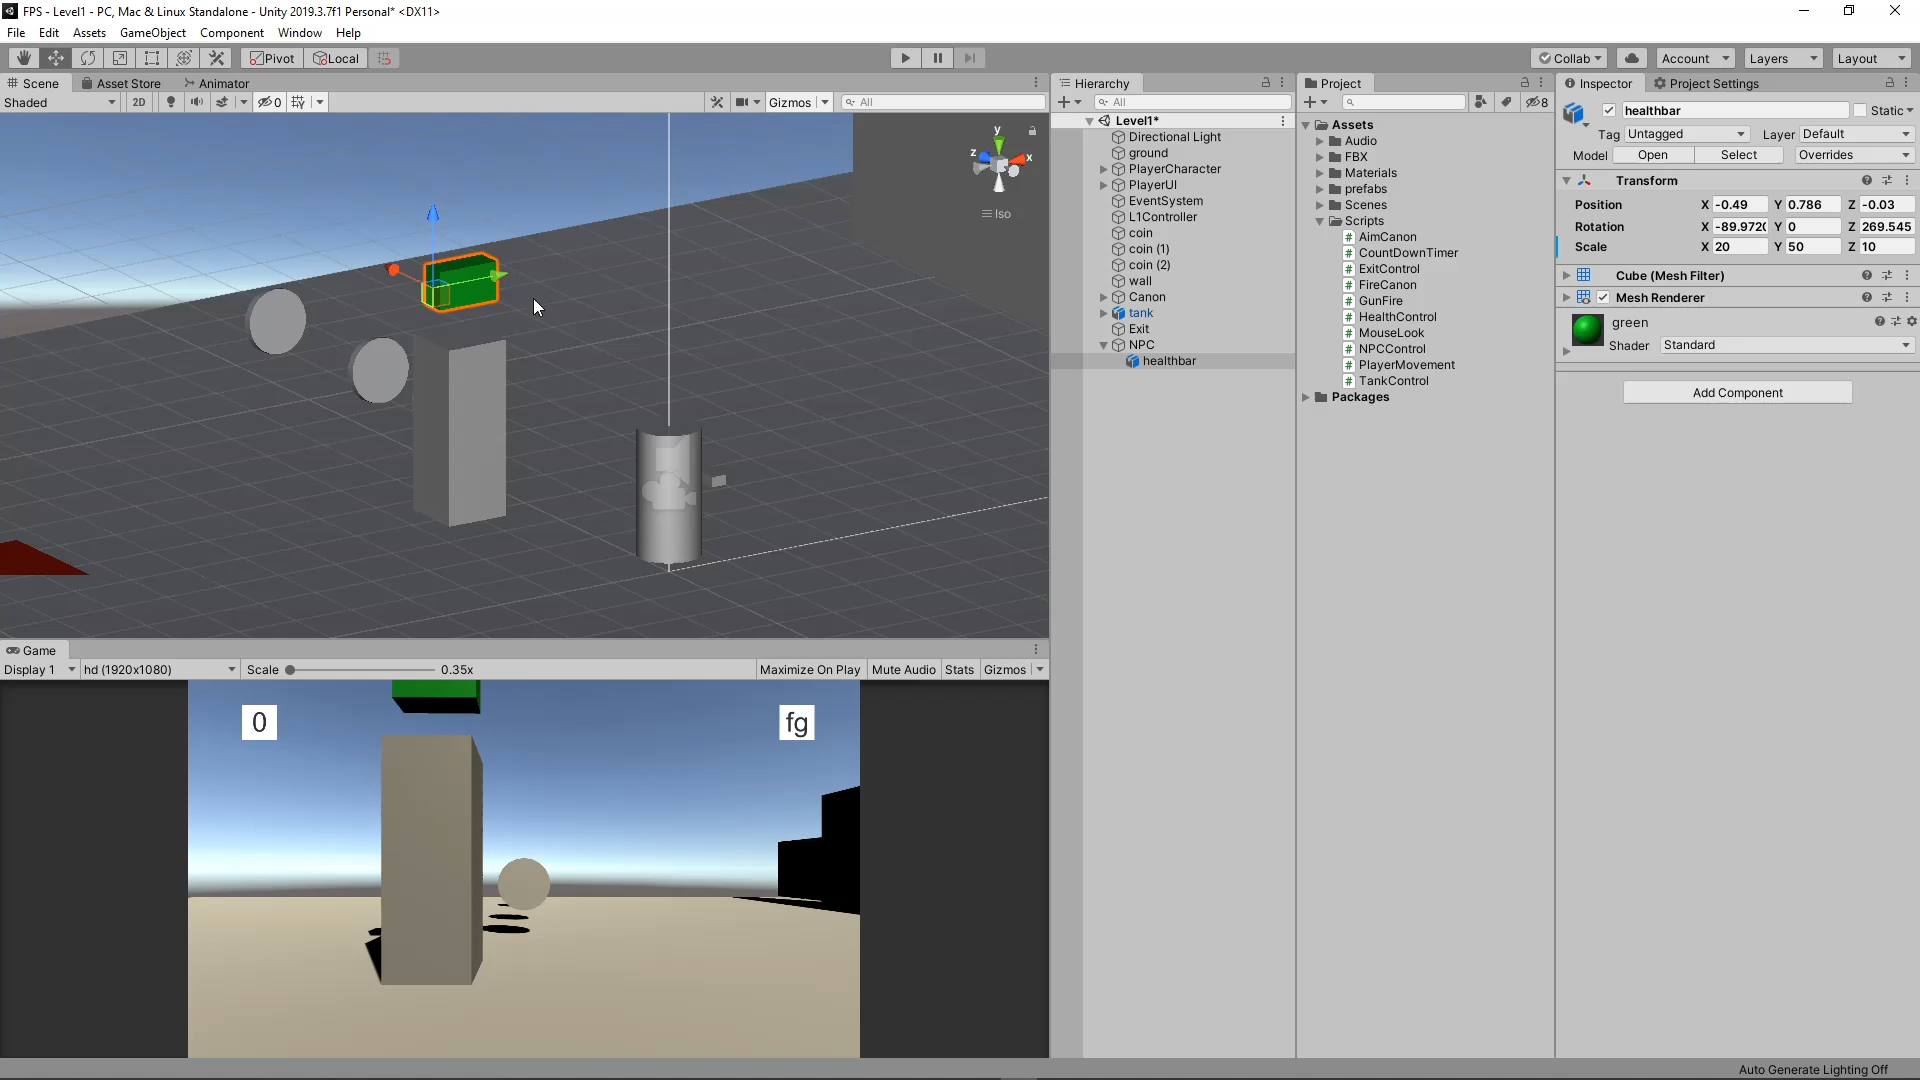 FPS - Level1 - PC, Mac & Linux Standalone - Unity 2019.3.7f1 Personal* <DX11>
File Edit Assets GameObject Component Window Help
Pivot Local Collab Account Layers Layout
Scene Asset Store Animator
Shaded 2D 0 Gizmos All
y
z x
Iso
Hierarchy
All
Level1*
Directional Light
ground
PlayerCharacter
PlayerUI
EventSystem
L1Controller
coin
coin (1)
coin (2)
wall
Canon
tank
Exit
NPC
healthbar
Project
8
Assets
Audio
FBX
Materials
prefabs
Scenes
Scripts
# AimCanon
# CountDownTimer
# ExitControl
# FireCanon
# GunFire
# HealthControl
# MouseLook
# NPCControl
# PlayerMovement
# TankControl
Packages
Inspector Project Settings
healthbar Static
Tag Untagged Layer Default
Model Open Select Overrides
Transform
Position X -0.49 Y 0.786 Z -0.03
Rotation X -89.972( Y 0 Z 269.545
Scale X 20 Y 50 Z 10
Cube (Mesh Filter)
Mesh Renderer
green
Shader Standard
Add Component
Game
Display 1 hd (1920x1080) Scale 0.35x Maximize On Play Mute Audio Stats Gizmos
0 fg
Auto Generate Lighting Off